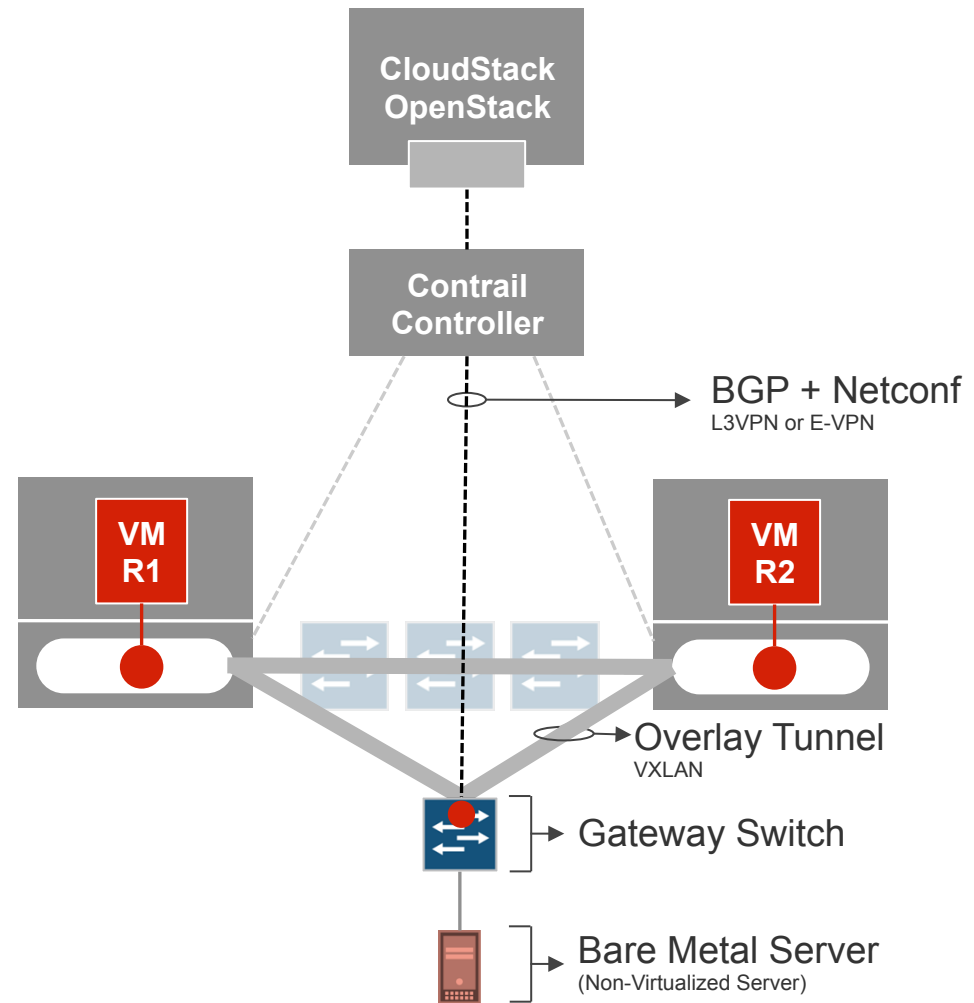 CloudStack
OpenStack
Contrail
Controller
BGP + Netconf
L3VPN or E-VPN
VM
R1
VM
R2
Overlay Tunnel
VXLAN
Gateway Switch
Bare Metal Server
(Non-Virtualized Server)